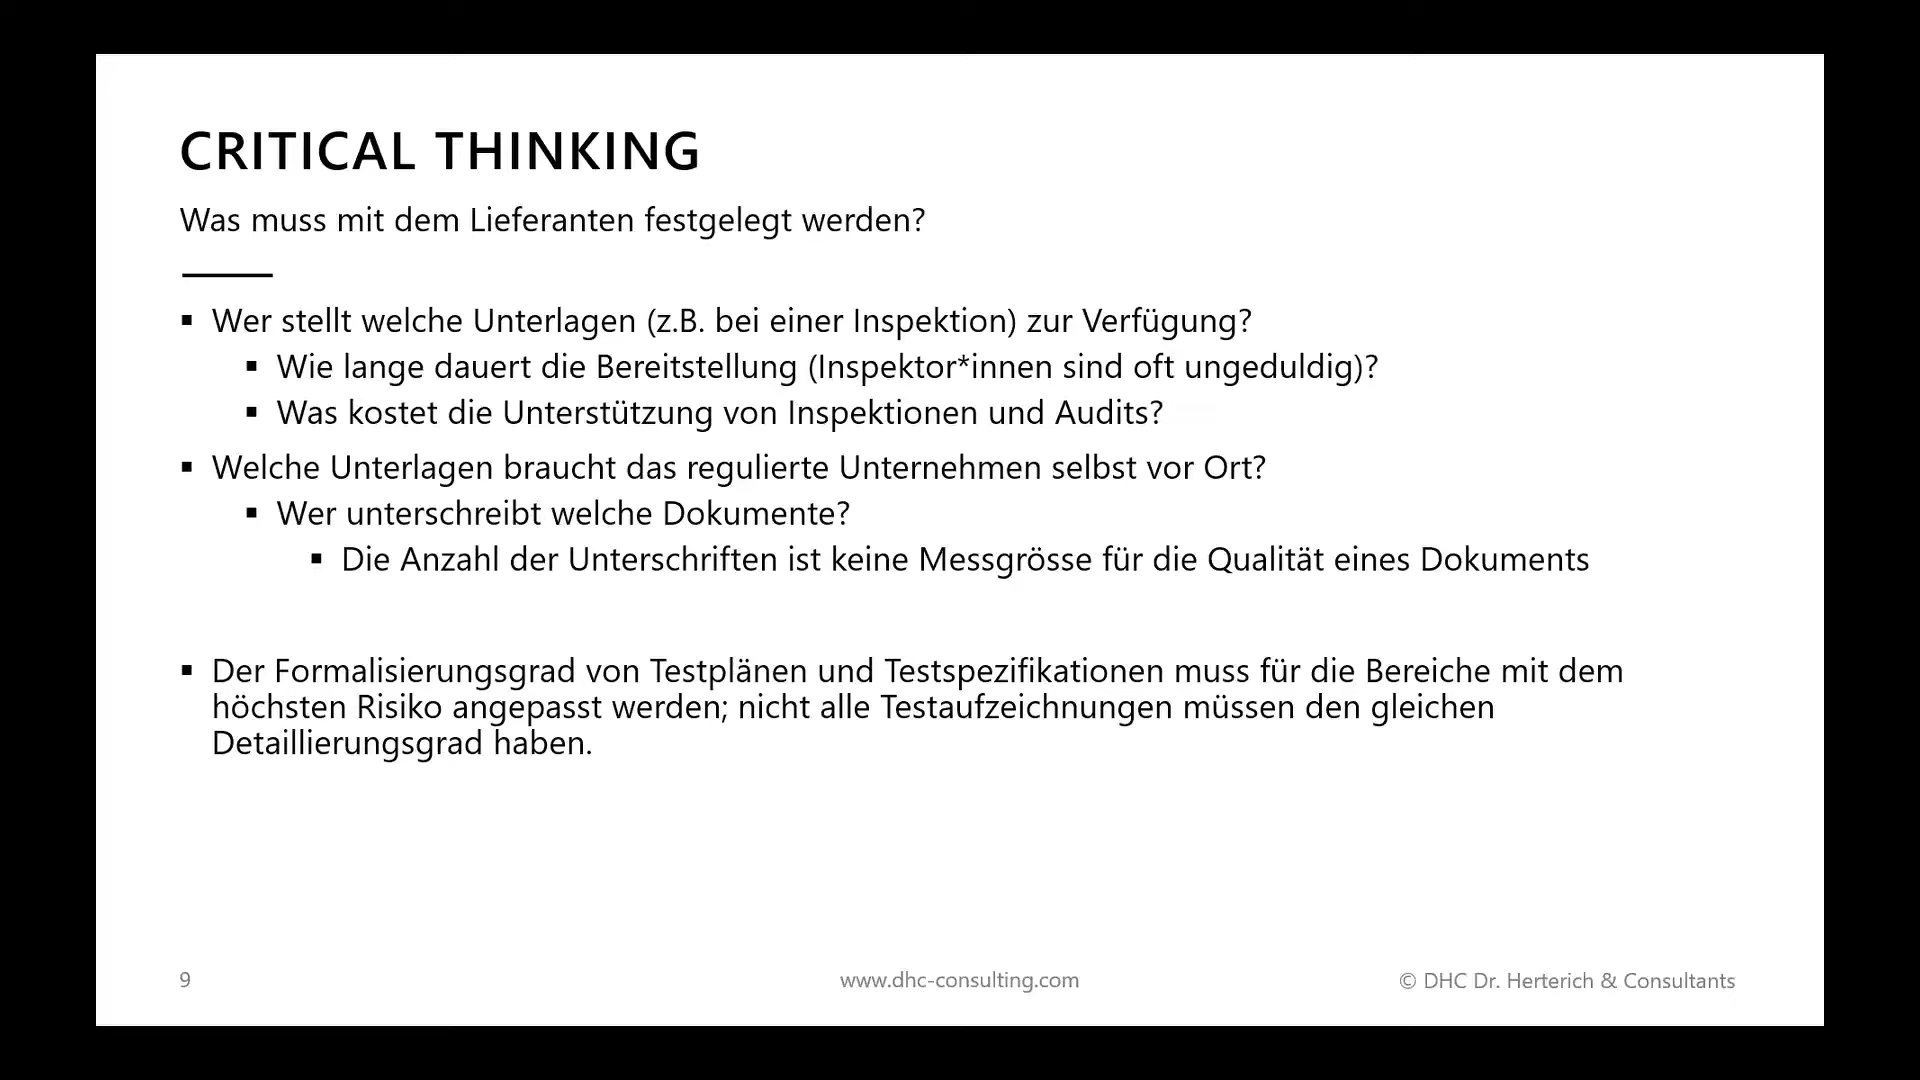 CRITICAL THINKING
Was muss mit dem Lieferanten festgelegt werden?
▪ Wer stellt welche Unterlagen (z.B. bei einer Inspektion) zur Verfügung?
▪ Wie lange dauert die Bereitstellung (Inspektor*innen sind oft ungeduldig)?
▪ Was kostet die Unterstützung von Inspektionen und Audits?
▪ Welche Unterlagen braucht das regulierte Unternehmen selbst vor Ort?
▪ Wer unterschreibt welche Dokumente?
▪ Die Anzahl der Unterschriften ist keine Messgrösse für die Qualität eines Dokuments
▪ Der Formalisierungsgrad von Testplänen und Testspezifikationen muss für die Bereiche mit dem
höchsten Risiko angepasst werden; nicht alle Testaufzeichnungen müssen den gleichen
Detaillierungsgrad haben.
9
www.dhc-consulting.com
© DHC Dr. Herterich & Consultants